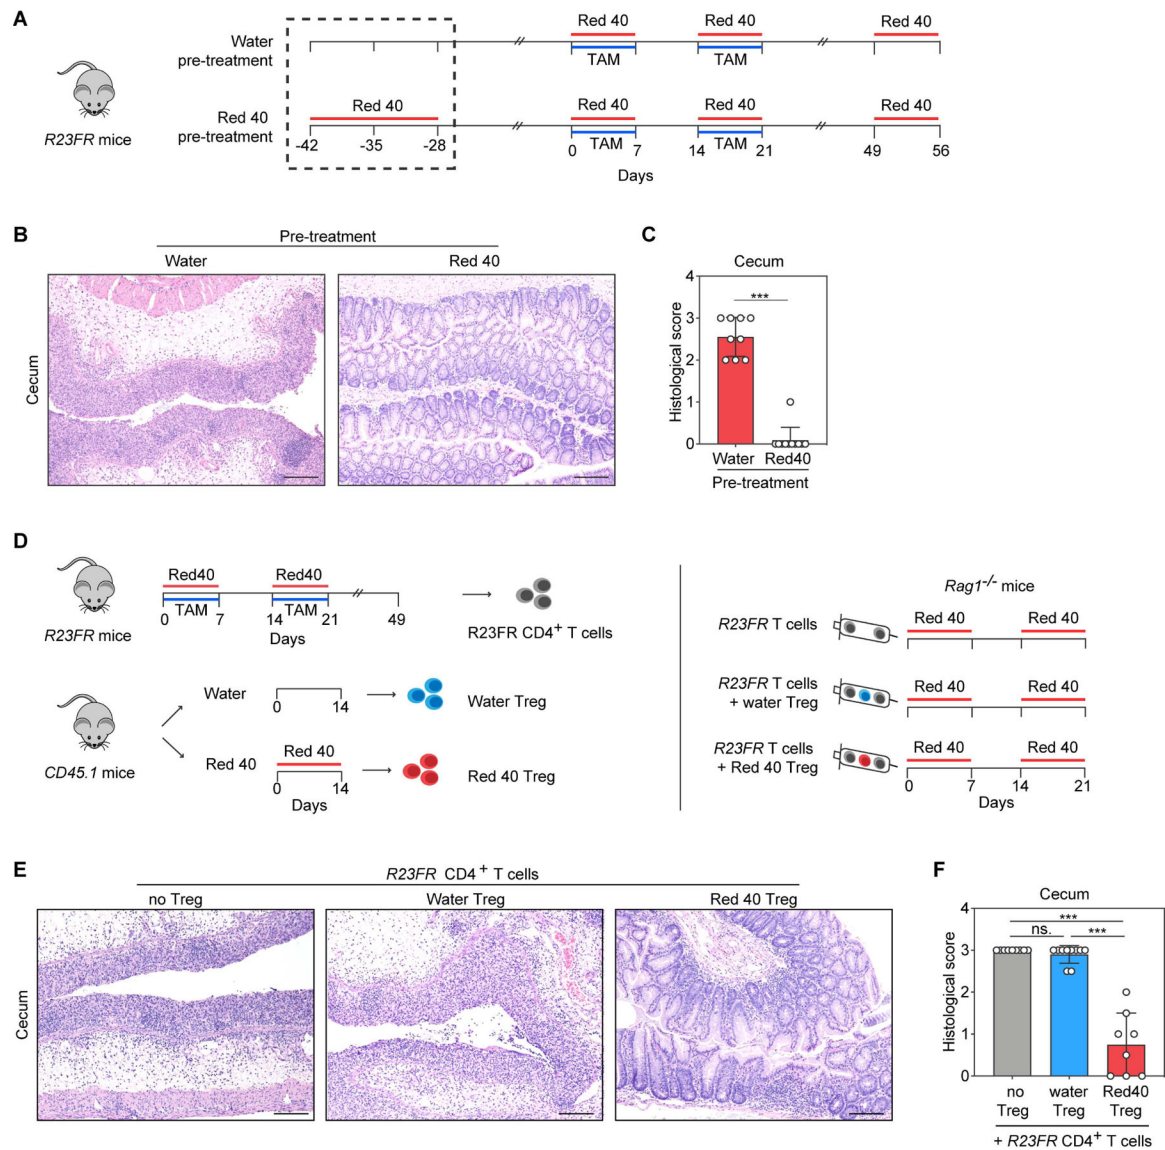 A
Water
pre-treatment
Red 40
Red 40
Red 40
TAM
TAM
49
56
R23FR mice
Red 40
pre-treatment
Red 40
Red 40
Red 40
Red 40
-42
-35
-28
0
TAM
7
14
TAM
21
49
56
Days
B
Pre-treatment
Water
Red 40
Cecum
C
Cecum
Histological score
4
3
2
1
0
***
Water
Red40
Pre-treatment
D
R23FR mice
Red40
Red40
TAM
TAM
0
7
14
21
49
Days
R23FR CD4+ T cells
CD45.1 mice
Water
0
14
Water Treg
Red 40
Red 40
0
14
Days
Red 40 Treg
Rag1-/- mice
R23FR T cells
Red 40
Red 40
R23FR T cells
+ water Treg
Red 40
Red 40
R23FR T cells
+ Red 40 Treg
Red 40
Red 40
0
7
14
21
Days
E
R23FR CD4+ T cells
no Treg
Water Treg
Red 40 Treg
Cecum
F
Cecum
Histological score
4
3
2
1
0
***
ns.
***
no
Treg
water
Treg
Red40
Treg
+ R23FR CD4+ T cells